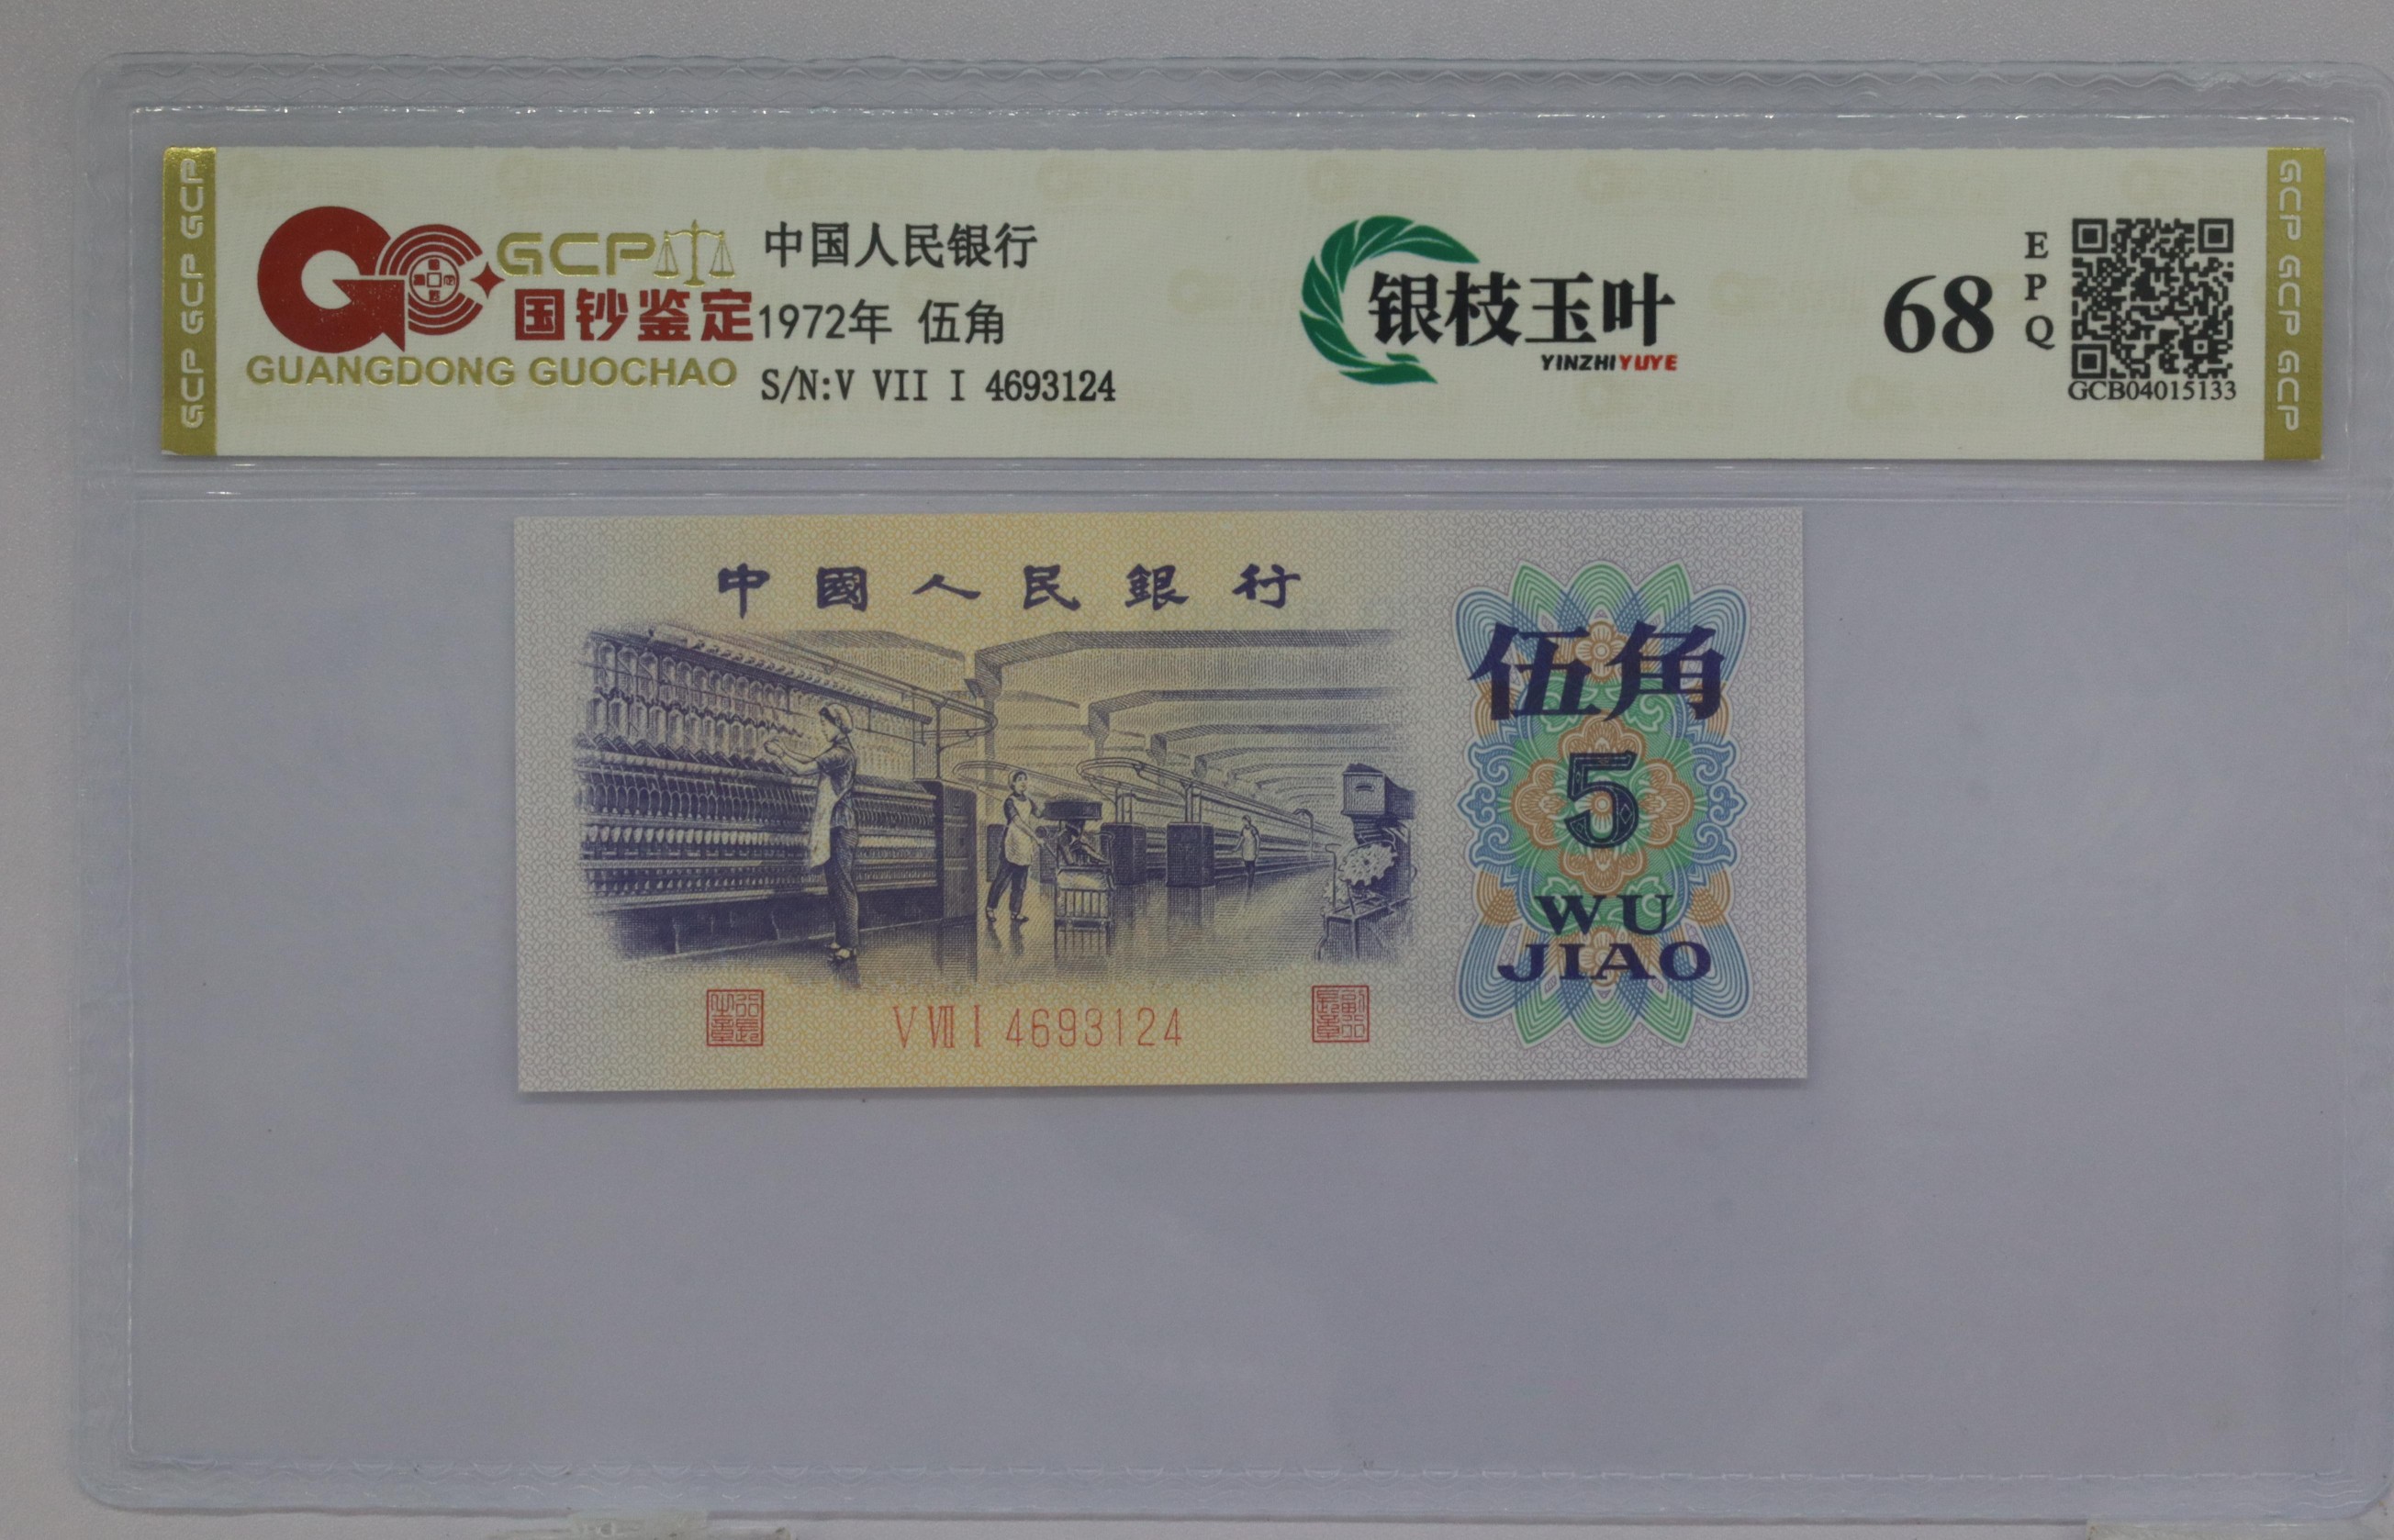 GCP GCP GCP
GCP
国钞鉴定
GUANGDONG GUOCHAO
中国人民银行
1972年 伍角
S/N:V VII I 4693124
银枝玉叶
YINZHIYUYE
68
E
P
Q
GCB04015133
GCP GCP GCP
中國人民銀行
伍角
5
WU
JIAO
V VII I 4693124